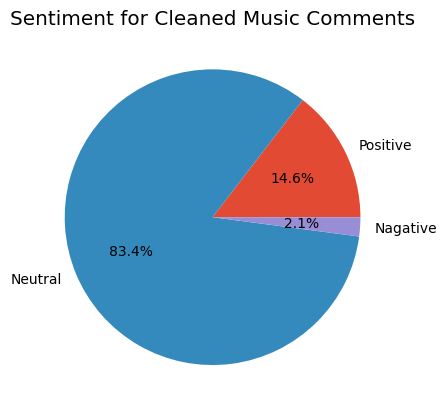 Sentiment for Cleaned Music Comments
Positive
14.6%
2.1%
Nagative
83.4%
Neutral